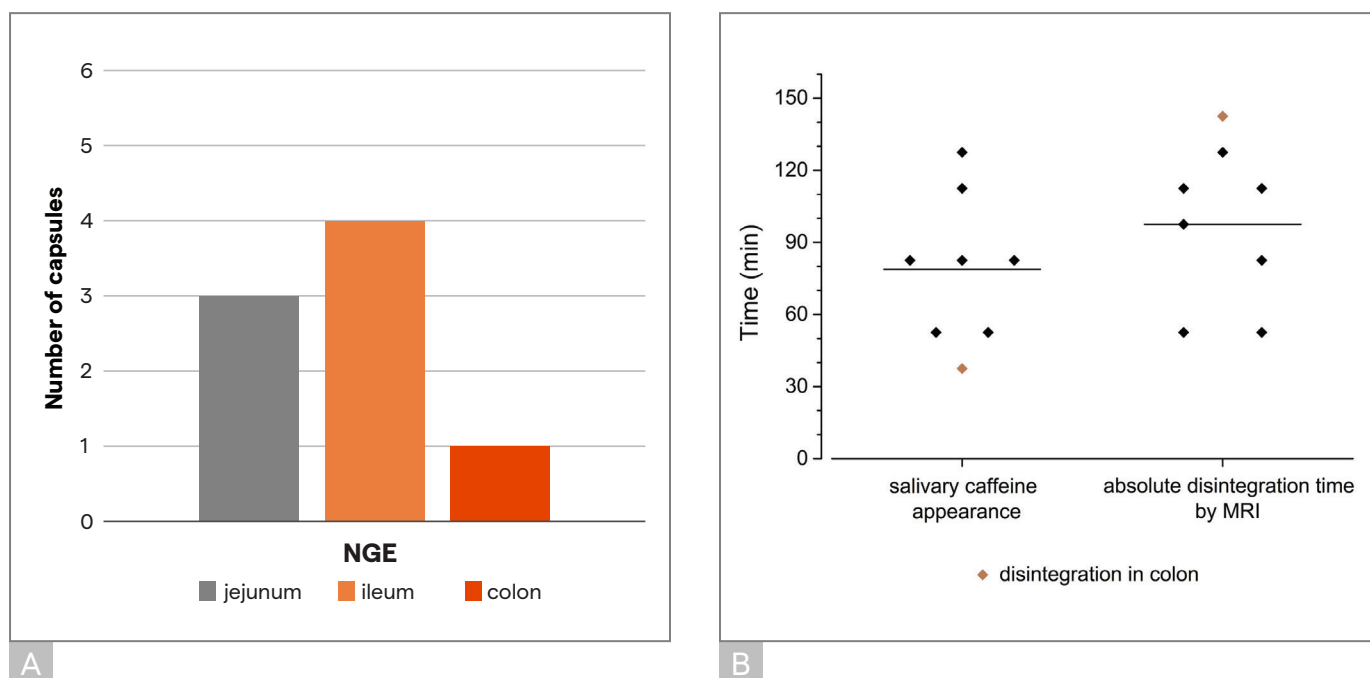 Number of capsules
6
5
4
3
2
1
0
NGE
jejunum ileum colon
A
Time (min)
150
120
90
60
30
0
salivary caffeine
appearance
absolute disintegration time
by MRI
disintegration in colon
B